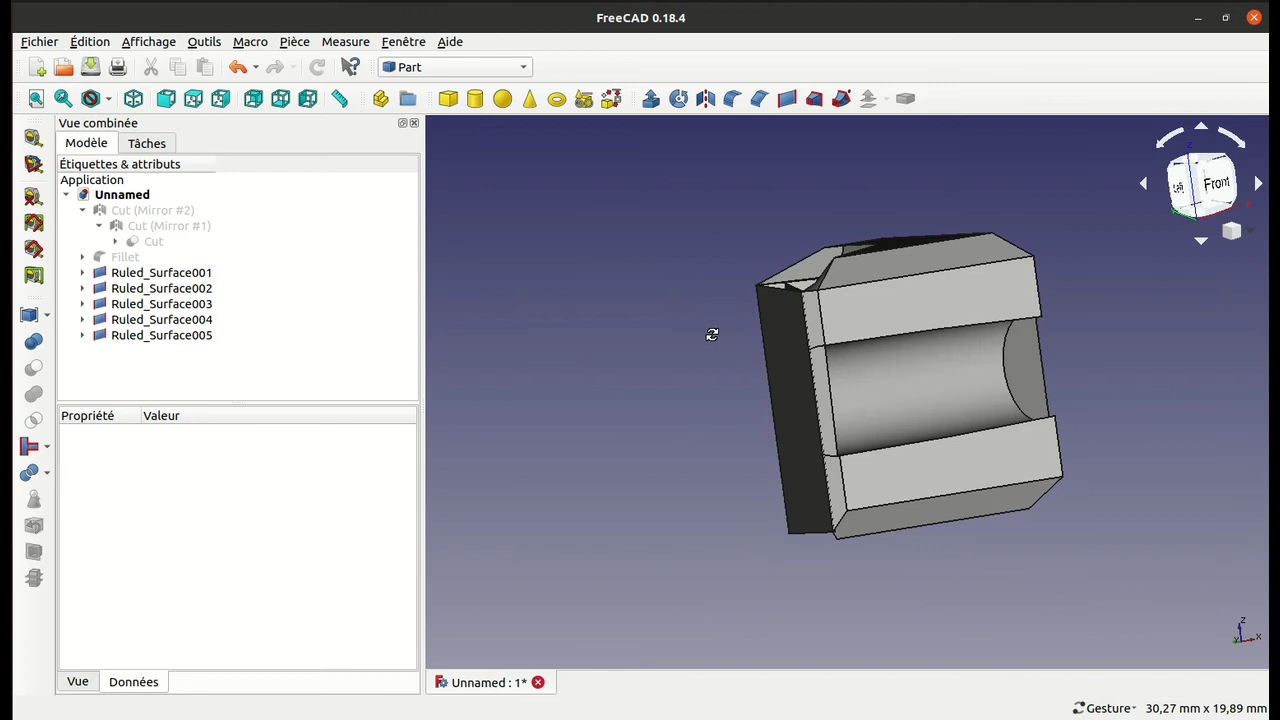 FreeCAD 0.18.4
Fichier Édition Affichage Outils Macro Pièce Measure Fenêtre Aide
Part
Vue combinée
Modèle Tâches
Étiquettes & attributs
Application
Unnamed
Cut (Mirror #2)
Cut (Mirror #1)
Cut
Fillet
Ruled_Surface001
Ruled_Surface002
Ruled_Surface003
Ruled_Surface004
Ruled_Surface005
Propriété Valeur
Vue Données
Z
Front
X
Z
X
Unnamed : 1*
Gesture 30,27 mm x 19,89 mm